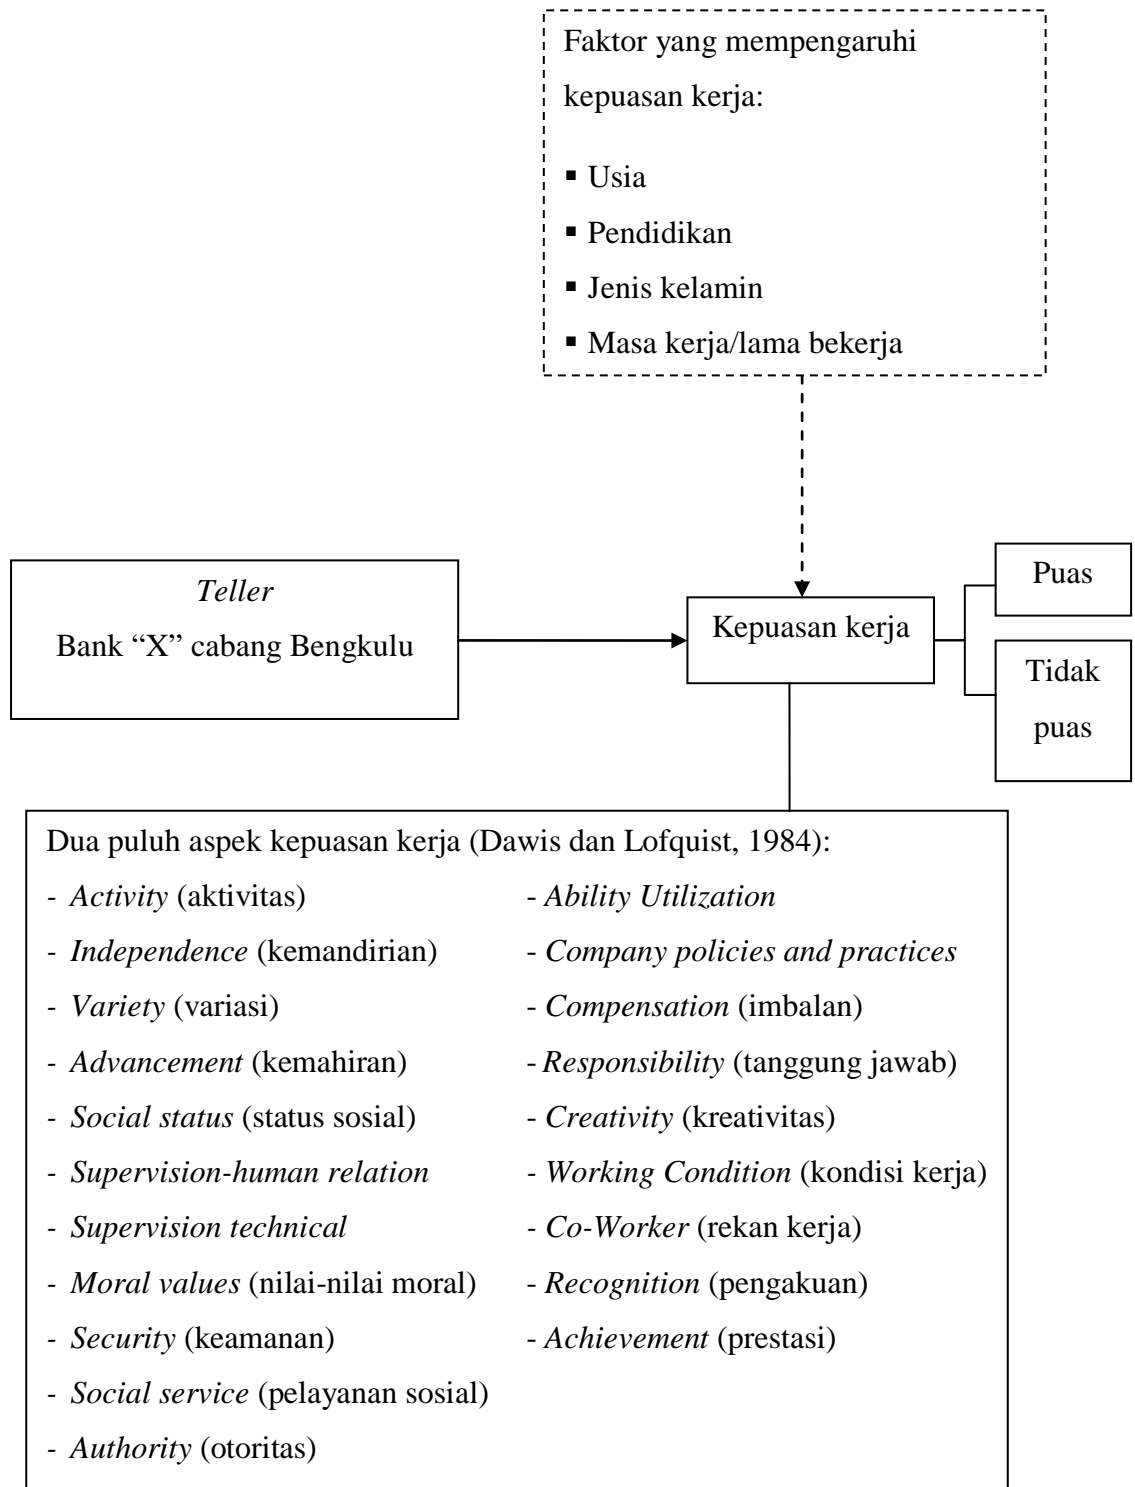 Faktor yang mempengaruhi
kepuasan kerja:
▪ Usia
▪ Pendidikan
▪ Jenis kelamin
▪ Masa kerja/lama bekerja
Teller
Bank “X” cabang Bengkulu
Kepuasan kerja
Puas
Tidak
puas
Dua puluh aspek kepuasan kerja (Dawis dan Lofquist, 1984):
- Activity (aktivitas)
- Independence (kemandirian)
- Variety (variasi)
- Advancement (kemahiran)
- Social status (status sosial)
- Supervision-human relation
- Supervision technical
- Moral values (nilai-nilai moral)
- Security (keamanan)
- Social service (pelayanan sosial)
- Authority (otoritas)
- Ability Utilization
- Company policies and practices
- Compensation (imbalan)
- Responsibility (tanggung jawab)
- Creativity (kreativitas)
- Working Condition (kondisi kerja)
- Co-Worker (rekan kerja)
- Recognition (pengakuan)
- Achievement (prestasi)